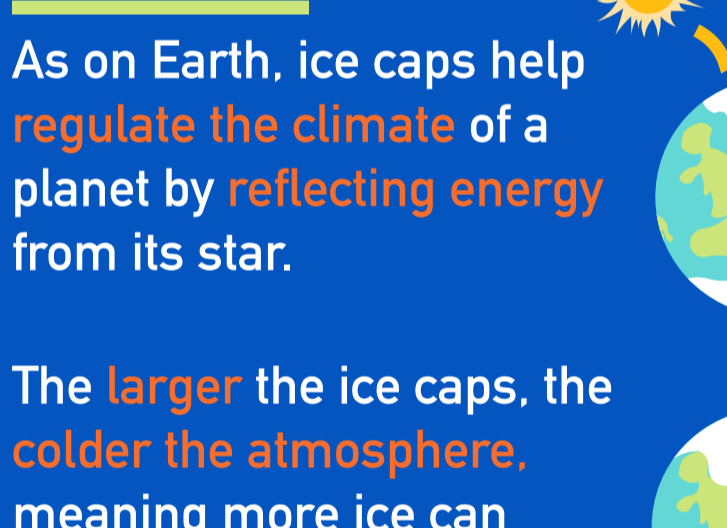 As on Earth, ice caps help
regulate the climate of a
planet by reflecting energy
from its star.
The larger the ice caps, the
colder the atmosphere,
meaning more ice can